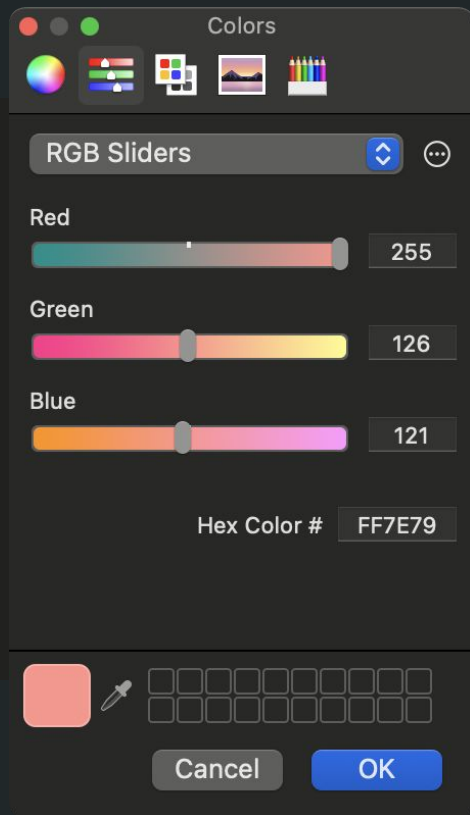 Colors
RGB Sliders
Red
255
Green
126
Blue
121
Hex Color # FF7E79
Cancel OK